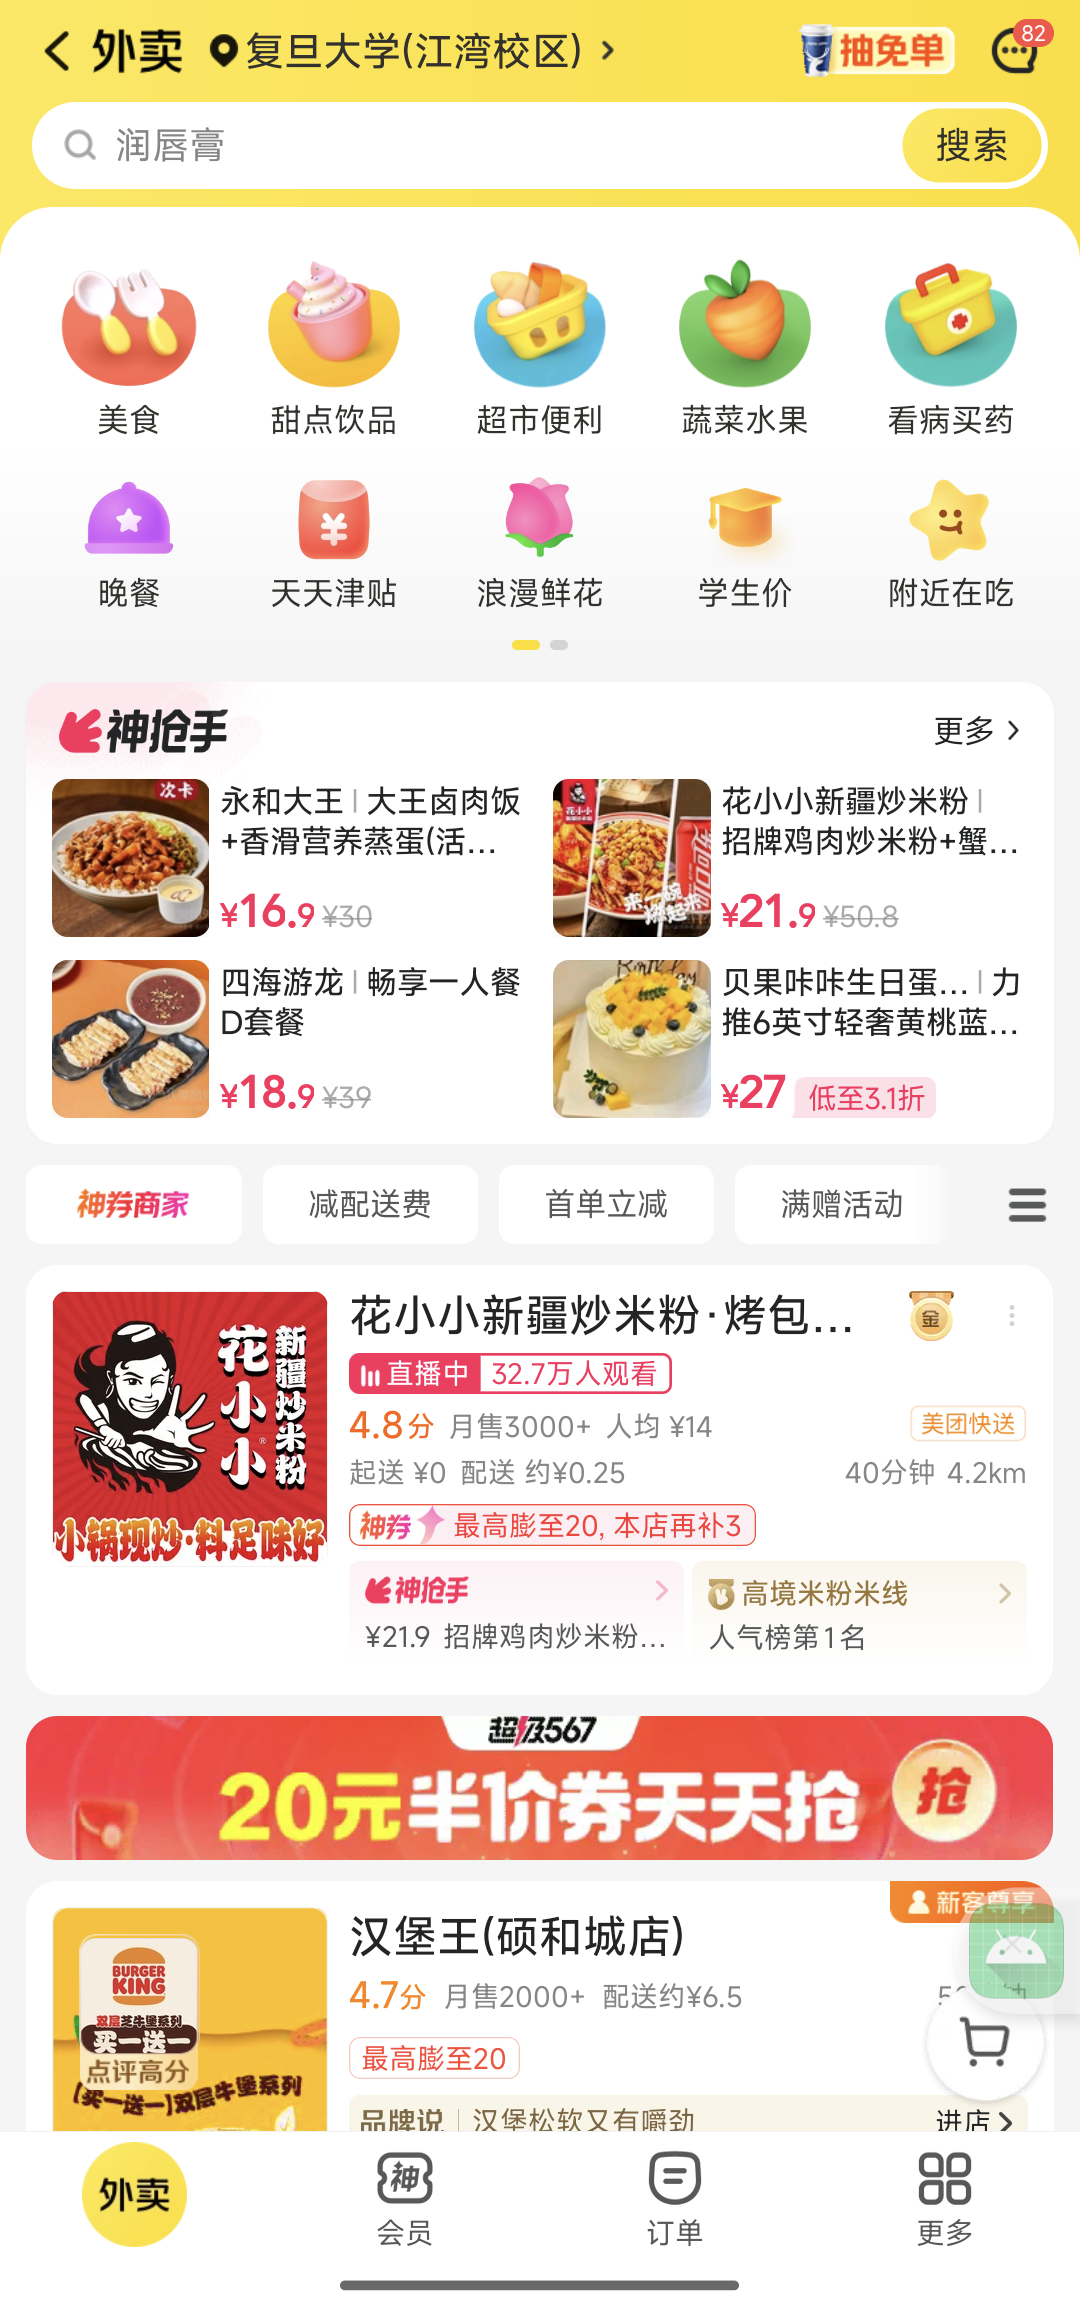 外卖 复旦大学(江湾校区)
抽免单
82
润唇膏
搜索
美食 甜点饮品 超市便利 蔬菜水果 看病买药
晚餐 天天津贴 浪漫鲜花 学生价 附近在吃
神抢手
更多
次卡
永和大王 | 大王卤肉饭
+香滑营养蒸蛋(活...
¥16.9 ¥30
花小小新疆炒米粉 |
招牌鸡肉炒米粉+蟹...
¥21.9 ¥50.8
四海游龙 | 畅享一人餐
D套餐
¥18.9 ¥39
贝果咔咔生日蛋... | 力
推6英寸轻奢黄桃蓝...
¥27 低至3.1折
神券商家 减配送费 首单立减 满赠活动
花小小
新疆炒米粉
小锅现炒·料足味好
花小小新疆炒米粉·烤包...
金
直播中 32.7万人观看
4.8分 月售3000+ 人均 ¥14
美团快送
起送 ¥0 配送 约¥0.25
40分钟 4.2km
神券 最高膨至20, 本店再补3
神抢手
¥21.9 招牌鸡肉炒米粉...
高境米粉米线
人气榜第1名
超级567
20元半价券天天抢
抢
BURGER
KING
双层芝牛堡系列
买一送一
点评高分
【买一送一】双层牛堡系列
新客尊享
汉堡王(硕和城店)
4.7分 月售2000+ 配送约¥6.5
最高膨至20
品牌说 | 汉堡松软又有嚼劲
进店
外卖 会员 订单 更多